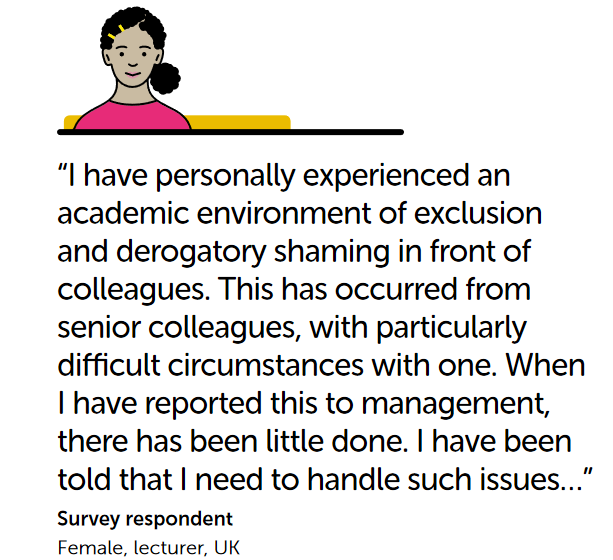 “I have personally experienced an
academic environment of exclusion
and derogatory shaming in front of
colleagues. This has occurred from
senior colleagues, with particularly
difficult circumstances with one. When
I have reported this to management,
there has been little done. I have been
told that I need to handle such issues...”
Survey respondent
Female, lecturer, UK